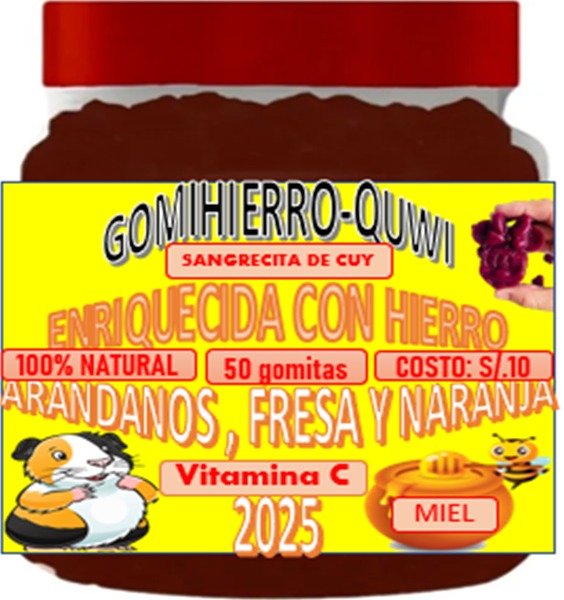 GOMIHIERRO-QUWI
SANGRECITA DE CUY
ENRIQUECIDA CON HIERRO
100% NATURAL
50 gomitas
COSTO: S/.10
ARANDANOS , FRESA Y NARANJA
Vitamina C
MIEL
2025